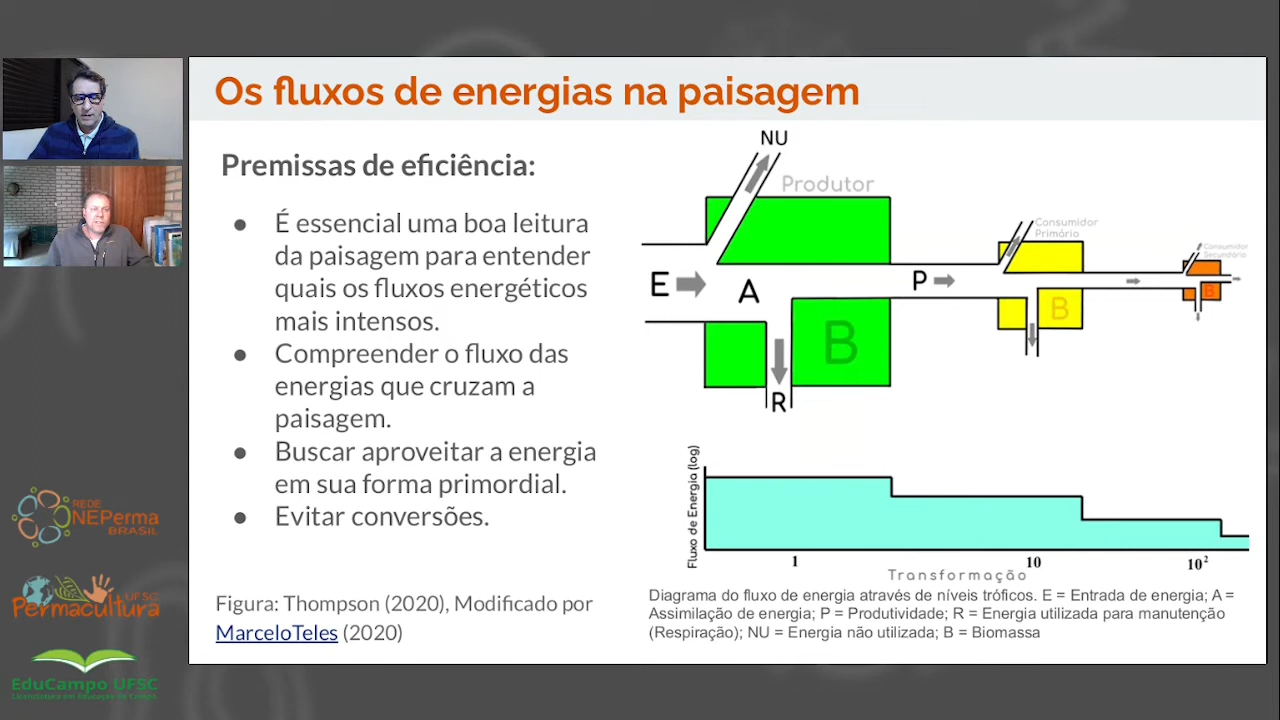 Os fluxos de energias na paisagem
Premissas de eficiência:
● É essencial uma boa leitura
da paisagem para entender
quais os fluxos energéticos
mais intensos.
● Compreender o fluxo das
energias que cruzam a
paisagem.
● Buscar aproveitar a energia
em sua forma primordial.
● Evitar conversões.
Figura: Thompson (2020), Modificado por
MarceloTeles (2020)
NU
Produtor
Consumidor
Primário
Consumidor
Secundário
E
A
P
B
B
B
R
Fluxo de Energia (log)
1
10
10²
Transformação
Diagrama do fluxo de energia através de níveis tróficos. E = Entrada de energia; A =
Assimilação de energia; P = Produtividade; R = Energia utilizada para manutenção
(Respiração); NU = Energia não utilizada; B = Biomassa
REDE
NEPerma
BRASIL
UFSC
Permacultura
EduCampo UFSC
Licenciatura em Educação do Campo